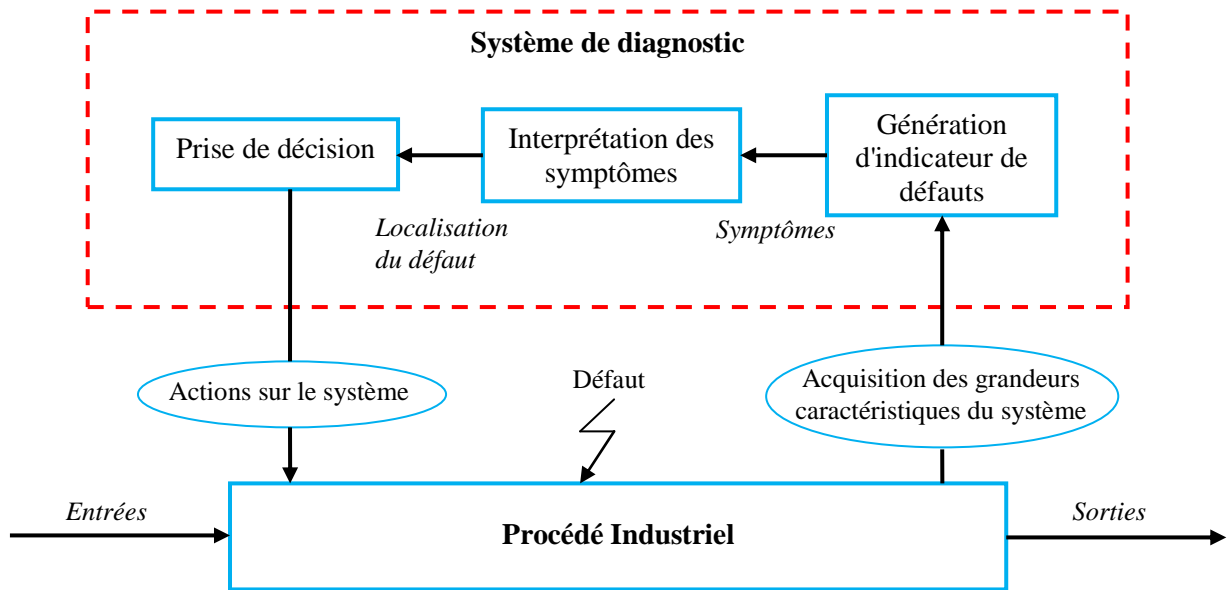 Système de diagnostic
Prise de décision
Interprétation des
symptômes
Génération
d'indicateur de
défauts
Localisation
du défaut
Symptômes
Actions sur le système
Défaut
Acquisition des grandeurs
caractéristiques du système
Entrées
Procédé Industriel
Sorties